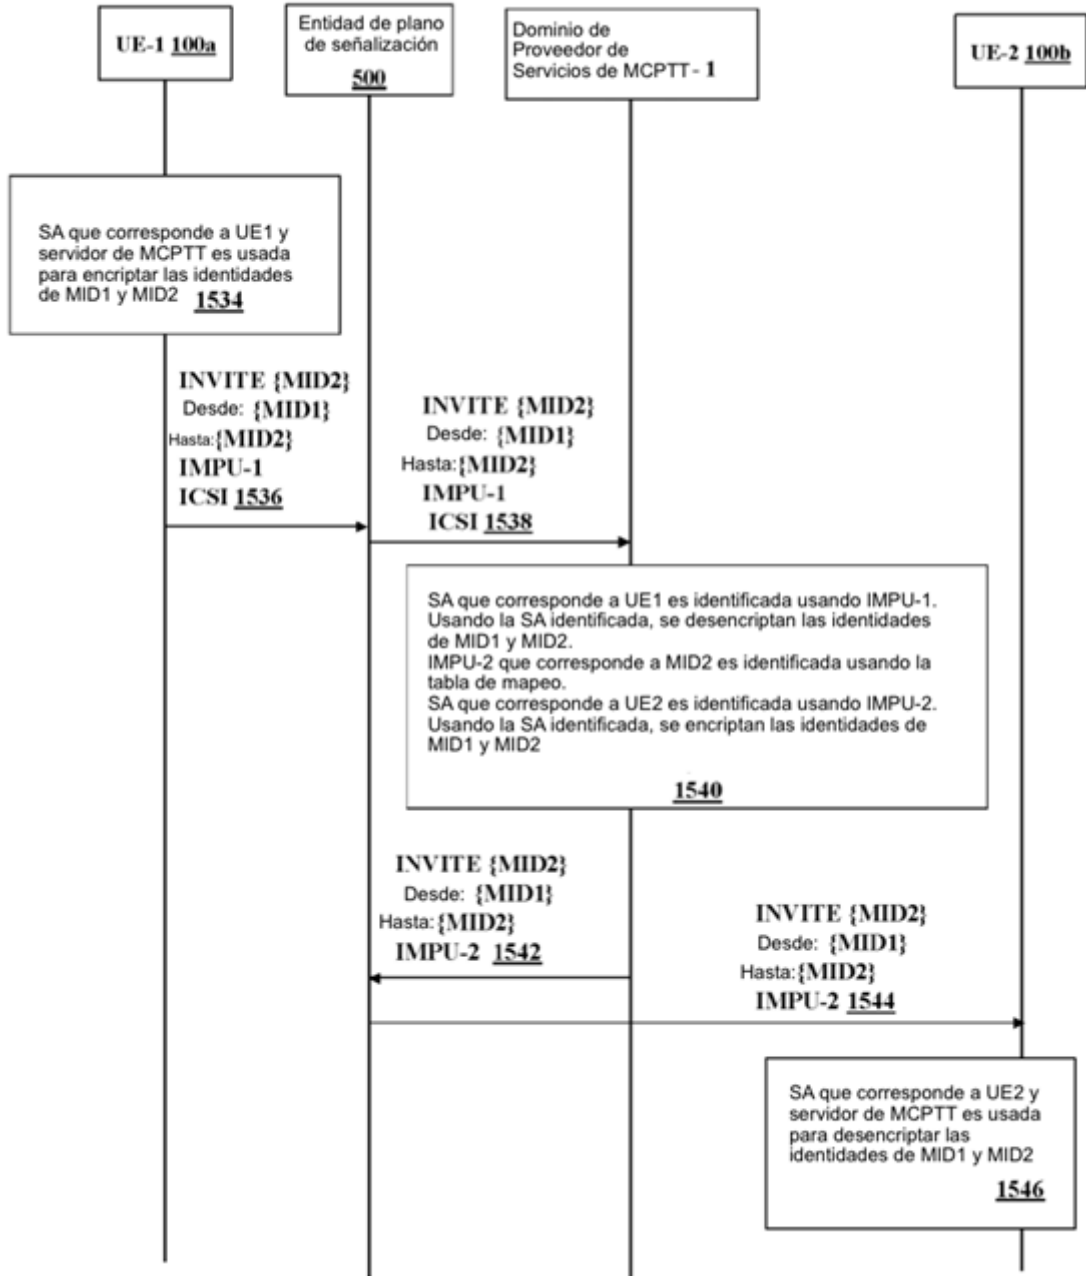 UE-1 100a
Entidad de plano
de señalización
500
Dominio de
Proveedor de
Servicios de MCPTT- 1
UE-2 100b
SA que corresponde a UE1 y
servidor de MCPTT es usada
para encriptar las identidades
de MID1 y MID2 1534
INVITE {MID2}
Desde: {MID1}
Hasta:{MID2}
IMPU-1
ICSI 1536
INVITE {MID2}
Desde: {MID1}
Hasta:{MID2}
IMPU-1
ICSI 1538
SA que corresponde a UE1 es identificada usando IMPU-1.
Usando la SA identificada, se desencriptan las identidades
de MID1 y MID2.
IMPU-2 que corresponde a MID2 es identificada usando la
tabla de mapeo.
SA que corresponde a UE2 es identificada usando IMPU-2.
Usando la SA identificada, se encriptan las identidades de
MID1 y MID2
1540
INVITE {MID2}
Desde: {MID1}
Hasta:{MID2}
IMPU-2 1542
INVITE {MID2}
Desde: {MID1}
Hasta:{MID2}
IMPU-2 1544
SA que corresponde a UE2 y
servidor de MCPTT es usada
para desencriptar las
identidades de MID1 y MID2
1546